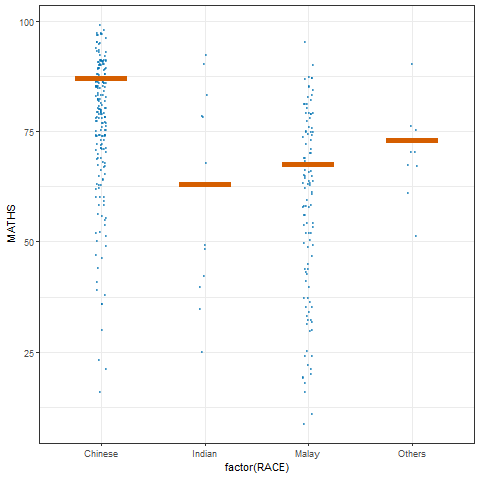 100
75
50
25
MATHS
Chinese
Indian
Malay
Others
factor(RACE)